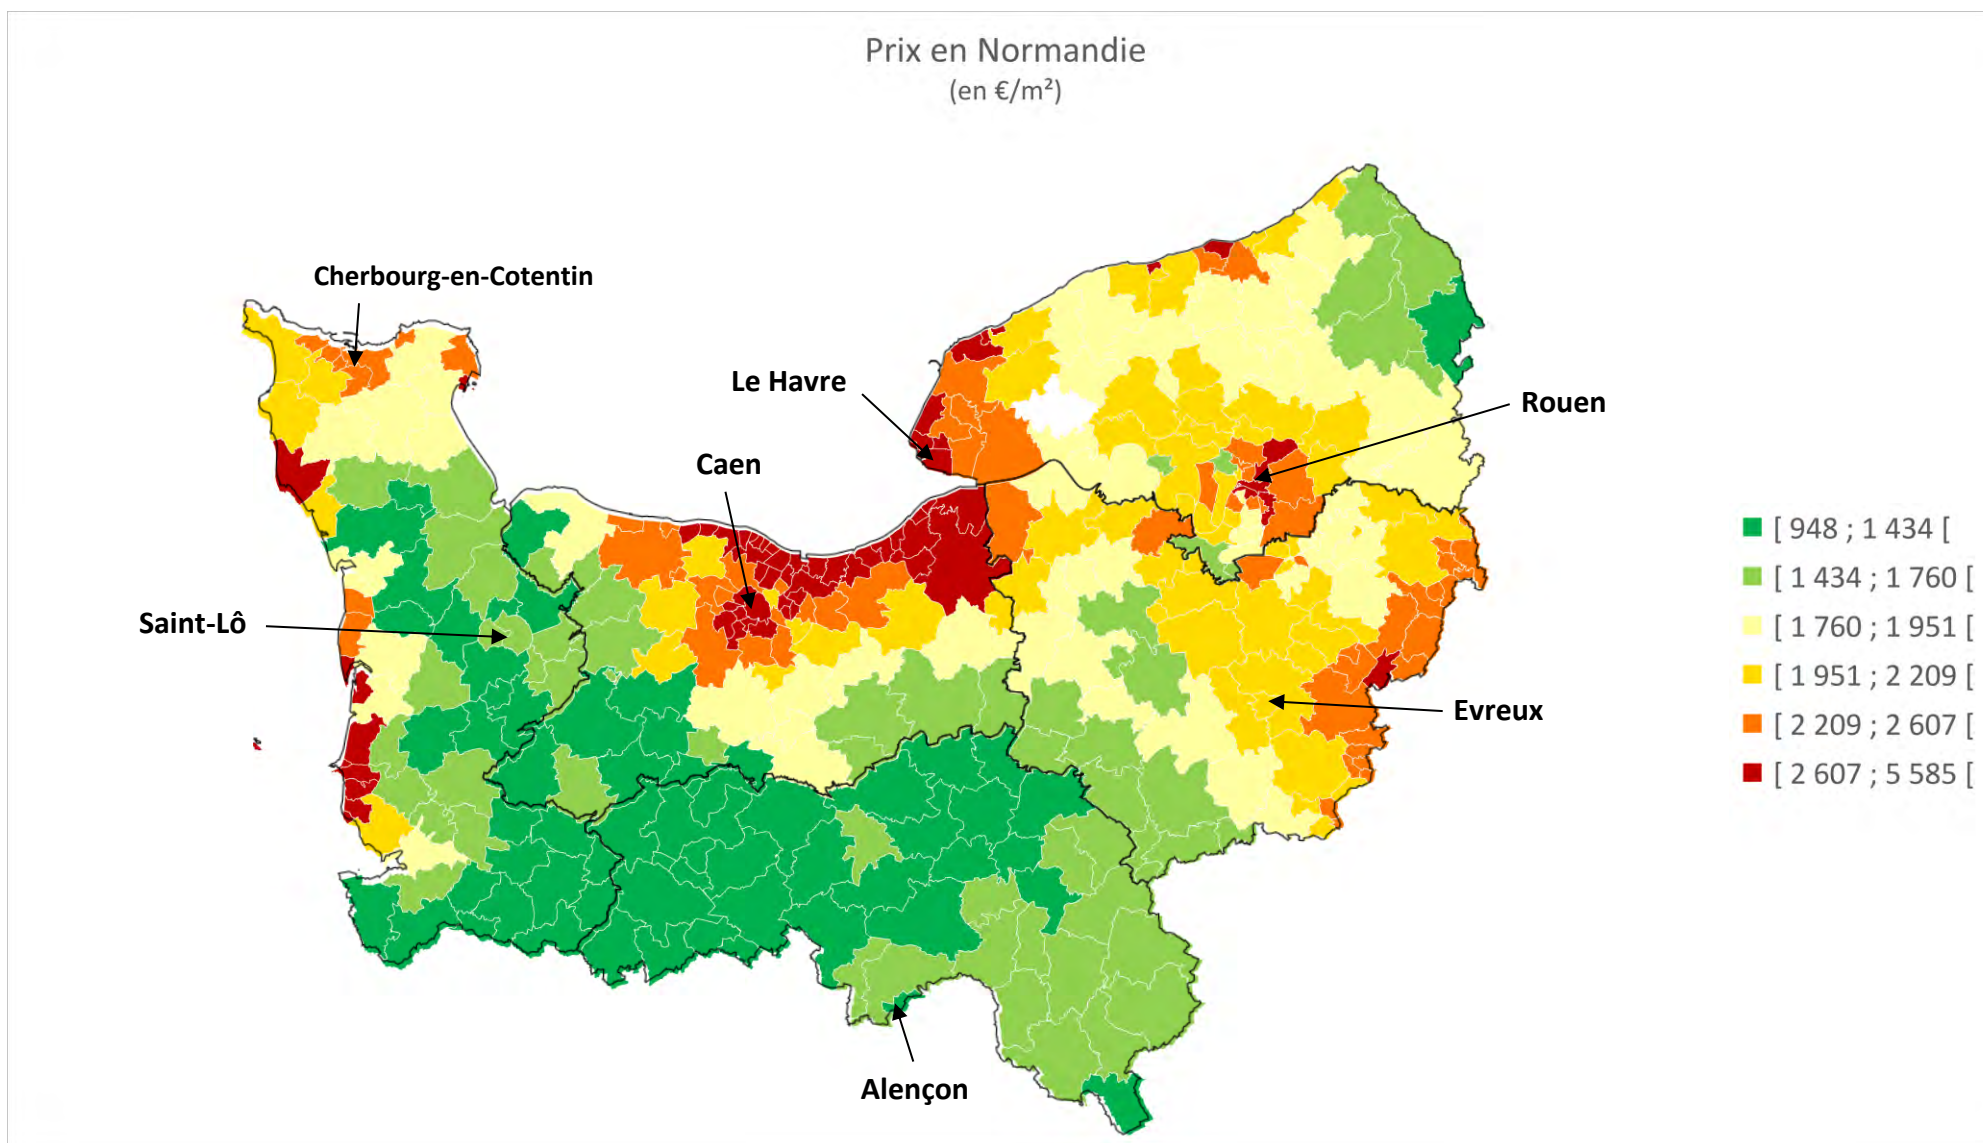 Prix en Normandie
(en €/m²)
Cherbourg-en-Cotentin
Le Havre
Rouen
Caen
Saint-Lô
Evreux
Alençon
[ 948 ; 1 434 [
[ 1 434 ; 1 760 [
[ 1 760 ; 1 951 [
[ 1 951 ; 2 209 [
[ 2 209 ; 2 607 [
[ 2 607 ; 5 585 [